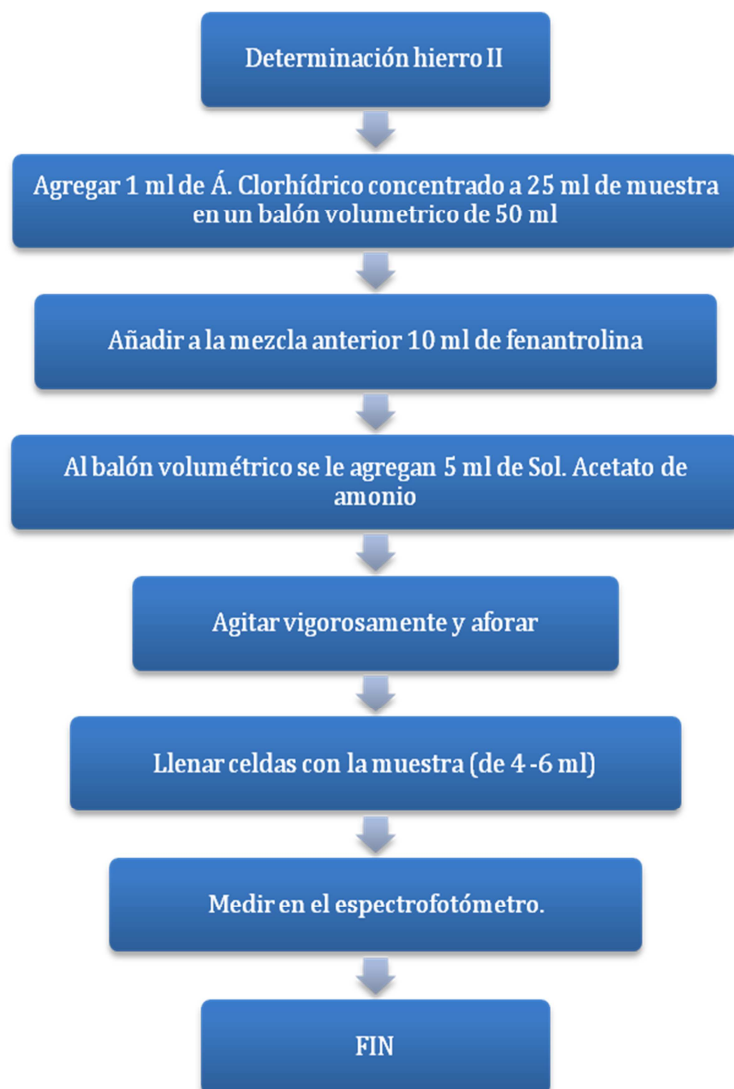 Determinación hierro II
Agregar 1 ml de Á. Clorhídrico concentrado a 25 ml de muestra
en un balón volumetrico de 50 ml
Añadir a la mezcla anterior 10 ml de fenantrolina
Al balón volumétrico se le agregan 5 ml de Sol. Acetato de
amonio
Agitar vigorosamente y aforar
Llenar celdas con la muestra (de 4 -6 ml)
Medir en el espectrofotómetro.
FIN